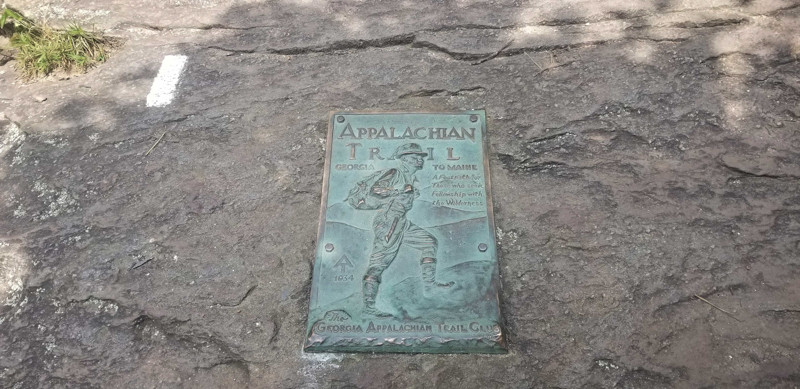 APPALACHIAN
TRAIL
GEORGIA TO MAINE
A Footpath for
Those who seek
Fellowship with
the Wilderness
1934
The
GEORGIA APPALACHIAN TRAIL CLUB